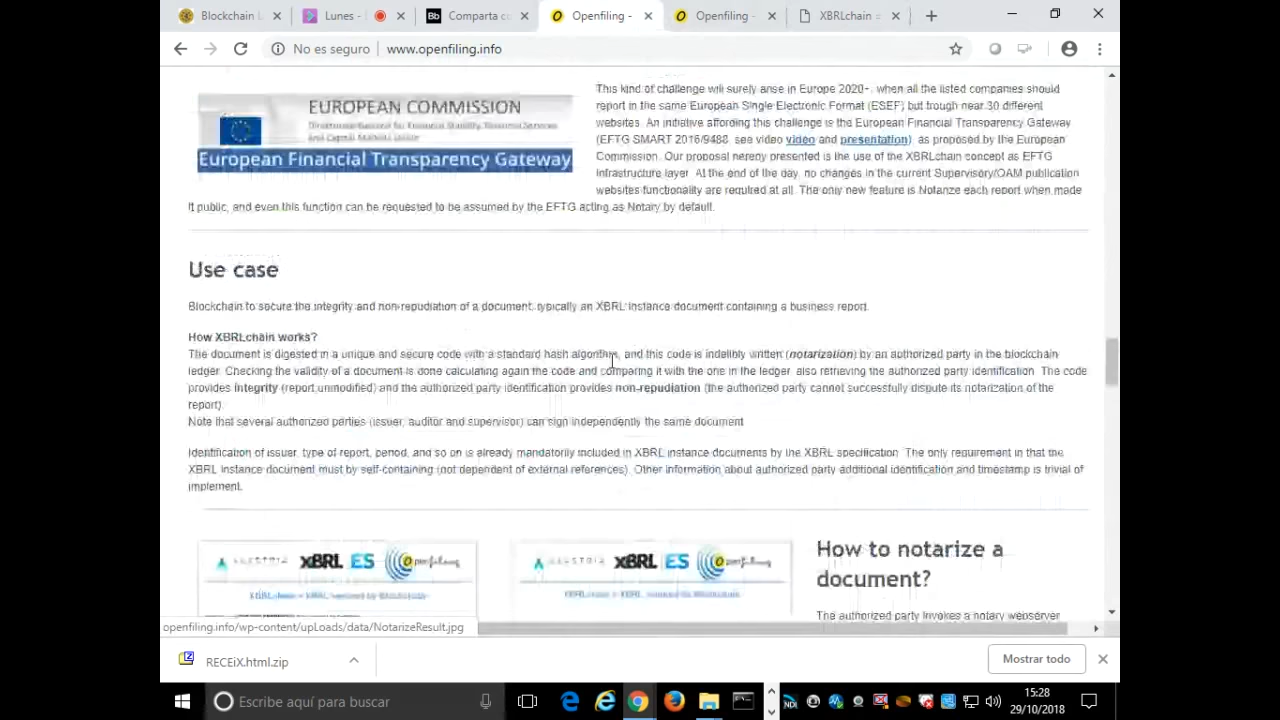 Blockchain L
Lunes -
Comparta c
Openfiling -
Openfiling -
XBRLchain =
No es seguro
www.openfiling.info
EUROPEAN COMMISSION
Directorate-General for Financial Stability, Financial Services
and Capital Markets Union
European Financial Transparency Gateway
This kind of challenge will surely arise in Europe 2020+, when all the listed companies should
report in the same European Single Electronic Format (ESEF) but trough near 30 different
websites. An initiative affording this challenge is the European Financial Transparency Gateway
(EFTG SMART 2016/9488, see video video and presentation), as proposed by the European
Commission. Our proposal hereby presented is the use of the XBRLchain concept as EFTG
Infrastructure layer. At the end of the day, no changes in the current Supervisory/OAM publication
websites functionality are required at all. The only new feature is Notarize each report when made
it public, and even this function can be requested to be assumed by the EFTG acting as Notary by default.
Use case
Blockchain to secure the integrity and non-repudiation of a document, typically an XBRL instance document containing a business report.
How XBRLchain works?
The document is digested in a unique and secure code with a standard hash algorithm, and this code is indelibly written (notarization) by an authorized party in the blockchain
ledger. Checking the validity of a document is done calculating again the code and comparing it with the one in the ledger, also retrieving the authorized party identification. The code
provides integrity (report unmodified) and the authorized party identification provides non-repudiation (the authorized party cannot successfully dispute its notarization of the
report).
Note that several authorized parties (issuer, auditor and supervisor) can sign independently the same document
Identification of issuer, type of report, period, and so on is already mandatorily included in XBRL instance documents by the XBRL specification. The only requirement in that the
XBRL instance document must by self-containing (not dependent of external references). Other information about authorized party additional identification and timestamp is trivial of
implement.
XBRL ES Openfiling
XBRL ES Openfiling
How to notarize a
document?
The authorized party invokes a notary webserver
openfiling.info/wp-content/upLoads/data/NotarizeResult.jpg
RECEiX.html.zip
Mostrar todo
Escribe aquí para buscar
15:28
29/10/2018